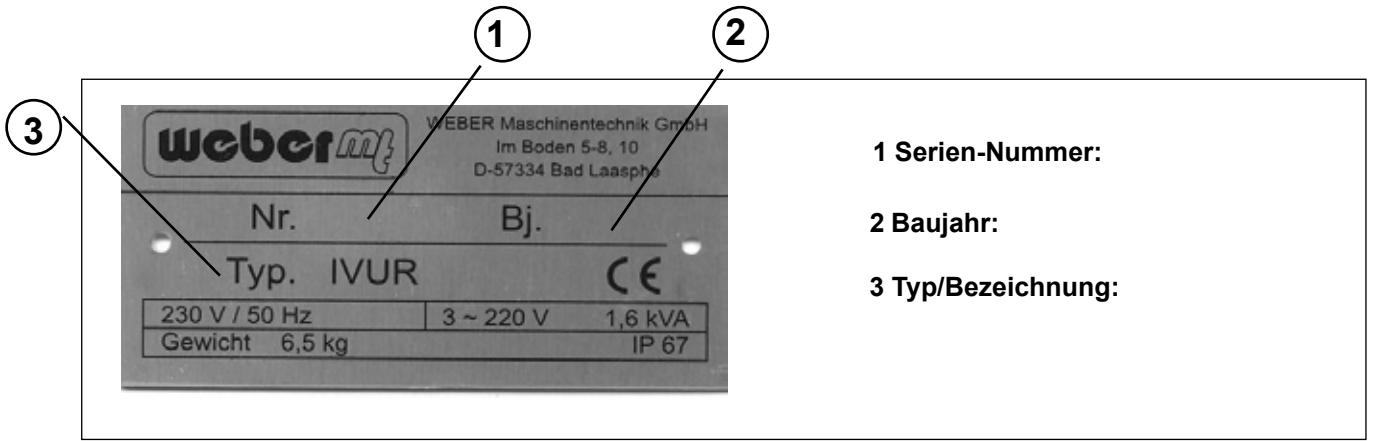 1
2
3
weber mt
WEBER Maschinentechnik GmbH
Im Boden 5-8, 10
D-57334 Bad Laasphe
Nr. Bj.
Typ. IVUR CE
230 V / 50 Hz 3 ~ 220 V 1,6 kVA
Gewicht 6,5 kg IP 67
1 Serien-Nummer:
2 Baujahr:
3 Typ/Bezeichnung: